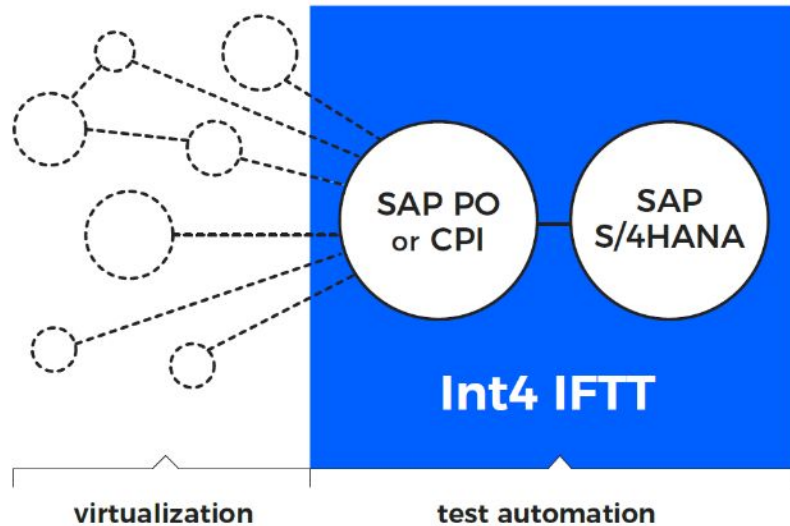 SAP PO
or CPI
SAP
S/4HANA
Int4 IFTT
virtualization
test automation